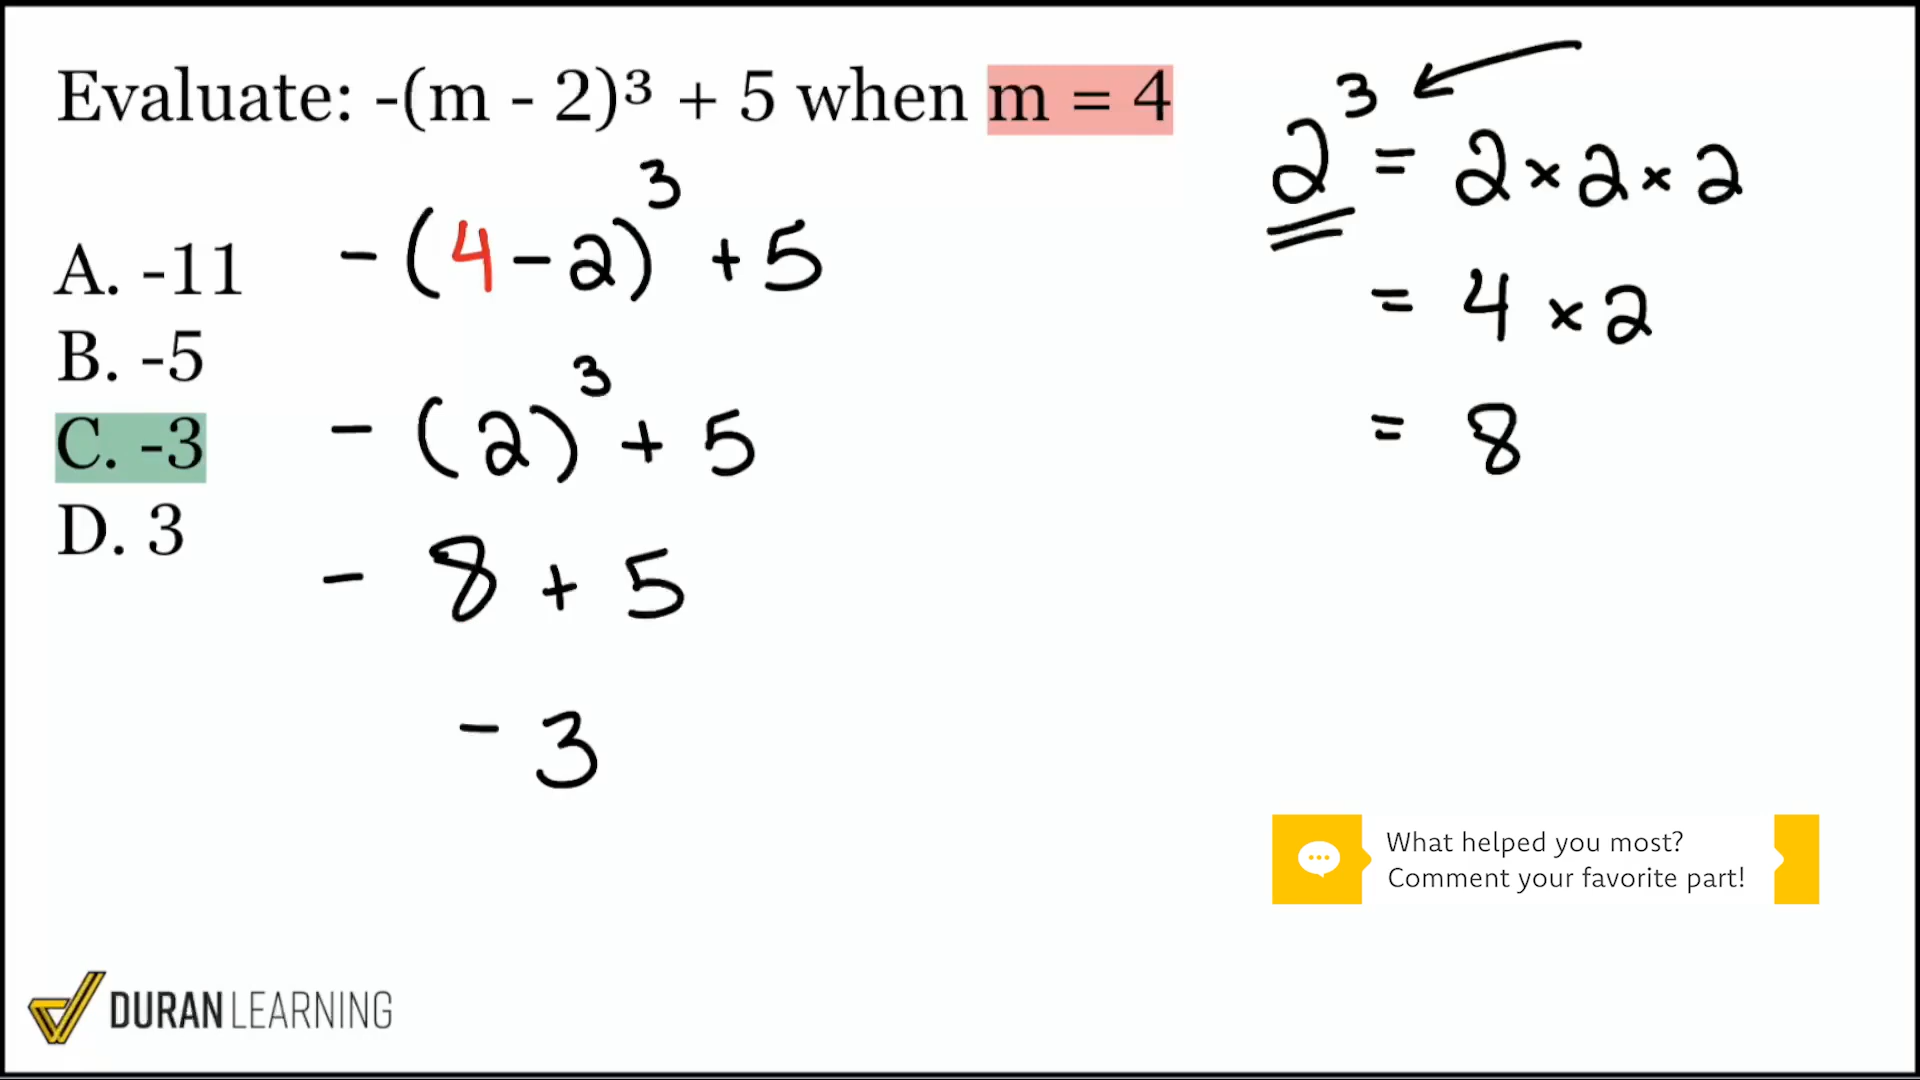 Evaluate: -(m - 2)³ + 5 when m = 4
A. -11
B. -5
C. -3
D. 3
- (4 - 2)³ + 5
- (2)³ + 5
- 8 + 5
- 3
2³ = 2 × 2 × 2
= 4 × 2
= 8
What helped you most?
Comment your favorite part!
DURAN LEARNING